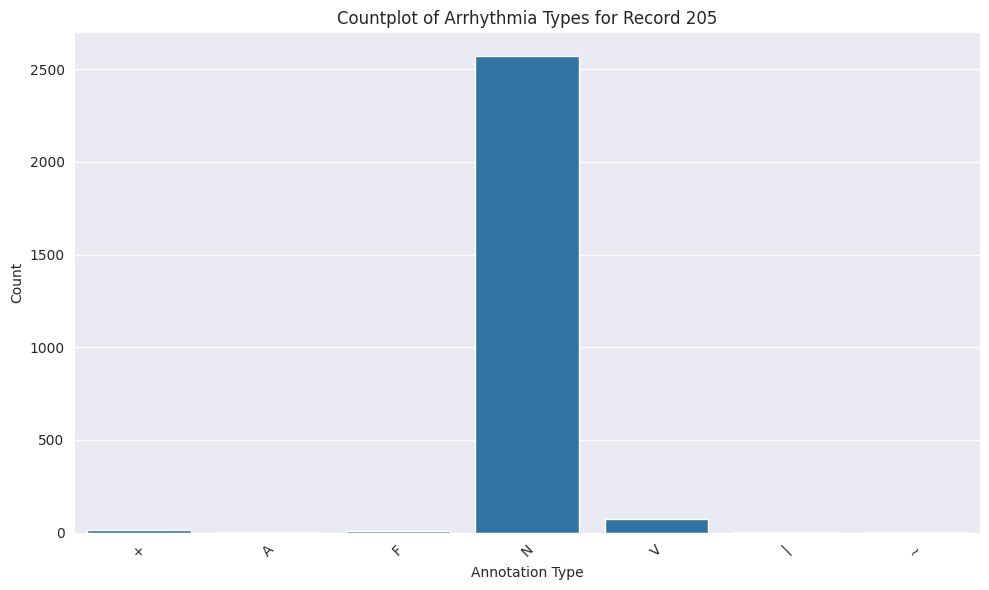 Countplot of Arrhythmia Types for Record 205
2500
2000
1500
1000
500
0
Count
+ A F N V | ~
Annotation Type